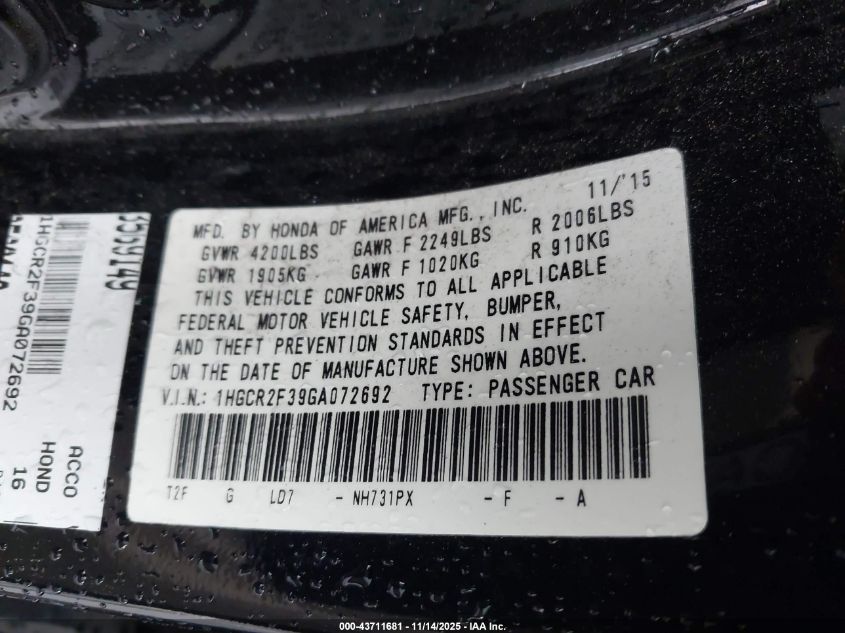 MFD. BY HONDA OF AMERICA MFG., INC. 11/'15
GVWR 4200LBS GAWR F 2249LBS R 2006LBS
GVWR 1905KG GAWR F 1020KG R 910KG
THIS VEHICLE CONFORMS TO ALL APPLICABLE
FEDERAL MOTOR VEHICLE SAFETY, BUMPER,
AND THEFT PREVENTION STANDARDS IN EFFECT
ON THE DATE OF MANUFACTURE SHOWN ABOVE.
V.I.N.: 1HGCR2F39GA072692 TYPE: PASSENGER CAR
T2F G LD7 - NH731PX - F - A
1HGCR2F39GA072692
ACCO
HOND
16
000-43711681 - 11/14/2025 - IAA Inc.